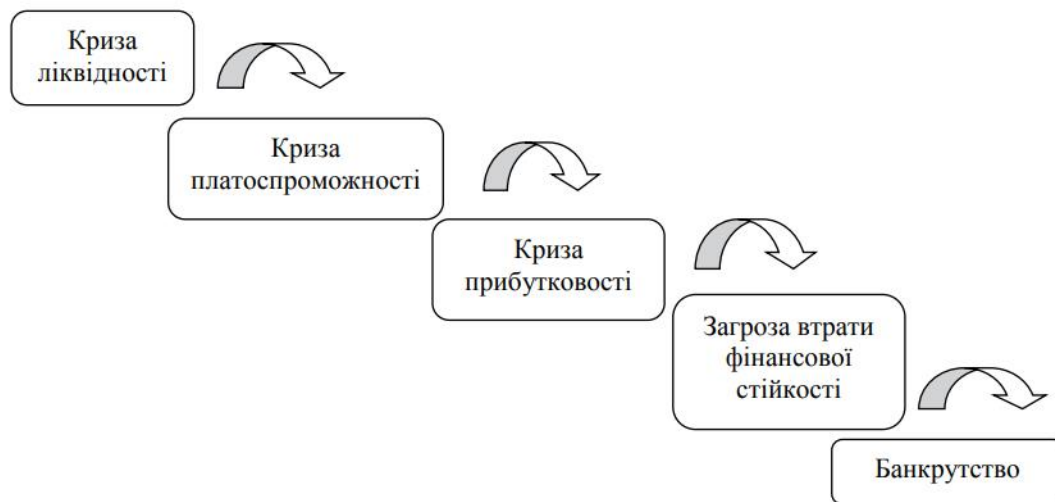 Криза
ліквідності
Криза
платоспроможності
Криза
прибутковості
Загроза втрати
фінансової
стійкості
Банкрутство